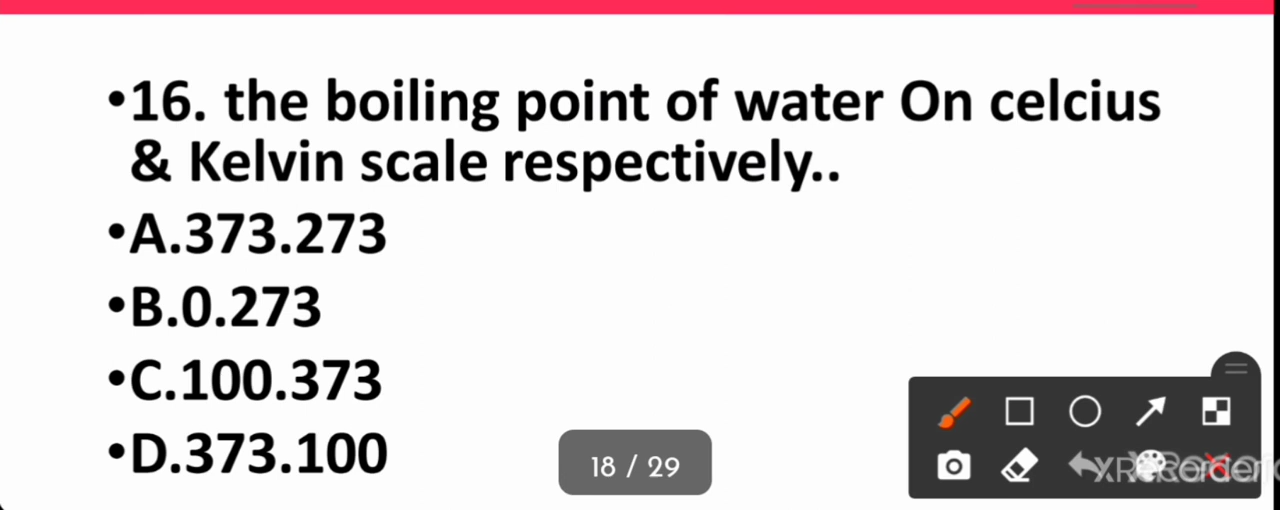 •16. the boiling point of water On celcius
& Kelvin scale respectively..
•A.373.273
•B.0.273
•C.100.373
•D.373.100
18 / 29
XRecorder